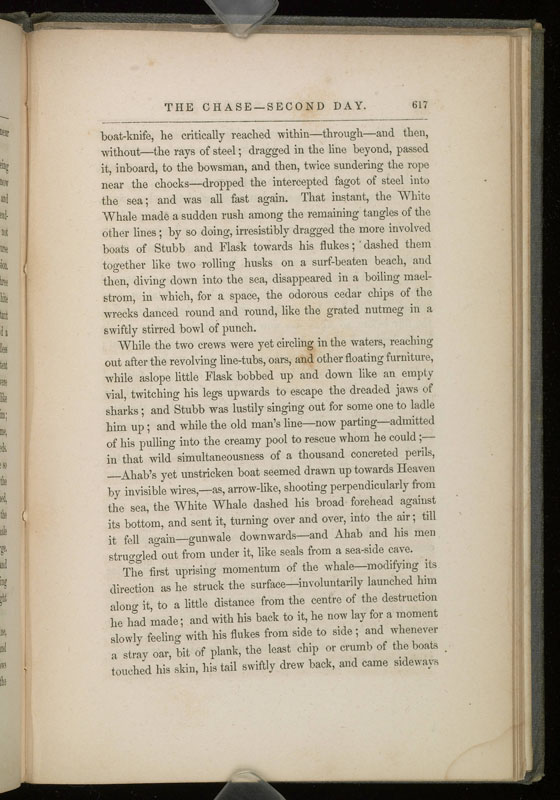 THE CHASE—SECOND DAY. 617
boat-knife, he critically reached within—through—and then,
without—the rays of steel; dragged in the line beyond, passed
it, inboard, to the bowsman, and then, twice sundering the rope
near the chocks—dropped the intercepted fagot of steel into
the sea; and was all fast again. That instant, the White
Whale made a sudden rush among the remaining tangles of the
other lines; by so doing, irresistibly dragged the more involved
boats of Stubb and Flask towards his flukes; dashed them
together like two rolling husks on a surf-beaten beach, and
then, diving down into the sea, disappeared in a boiling mael-
strom, in which, for a space, the odorous cedar chips of the
wrecks danced round and round, like the grated nutmeg in a
swiftly stirred bowl of punch.
While the two crews were yet circling in the waters, reaching
out after the revolving line-tubs, oars, and other floating furniture,
while aslope little Flask bobbed up and down like an empty
vial, twitching his legs upwards to escape the dreaded jaws of
sharks; and Stubb was lustily singing out for some one to ladle
him up; and while the old man's line—now parting—admitted
of his pulling into the creamy pool to rescue whom he could;—
in that wild simultaneousness of a thousand concreted perils,
—Ahab's yet unstricken boat seemed drawn up towards Heaven
by invisible wires,—as, arrow-like, shooting perpendicularly from
the sea, the White Whale dashed his broad forehead against
its bottom, and sent it, turning over and over, into the air; till
it fell again—gunwale downwards—and Ahab and his men
struggled out from under it, like seals from a sea-side cave.
The first uprising momentum of the whale—modifying its
direction as he struck the surface—involuntarily launched him
along it, to a little distance from the centre of the destruction
he had made; and with his back to it, he now lay for a moment
slowly feeling with his flukes from side to side; and whenever
a stray oar, bit of plank, the least chip or crumb of the boats
touched his skin, his tail swiftly drew back, and came sideways